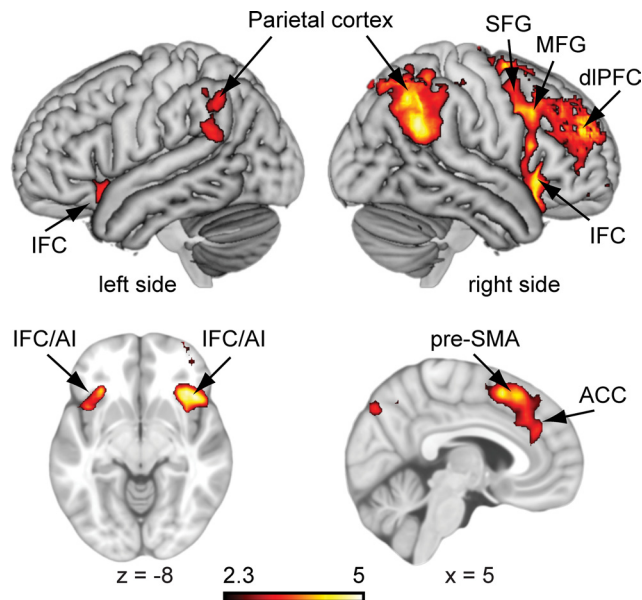 Parietal cortex
SFG
MFG
dlPFC
IFC
IFC
left side
right side
IFC/AI
IFC/AI
pre-SMA
ACC
z = -8
2.3
5
x = 5